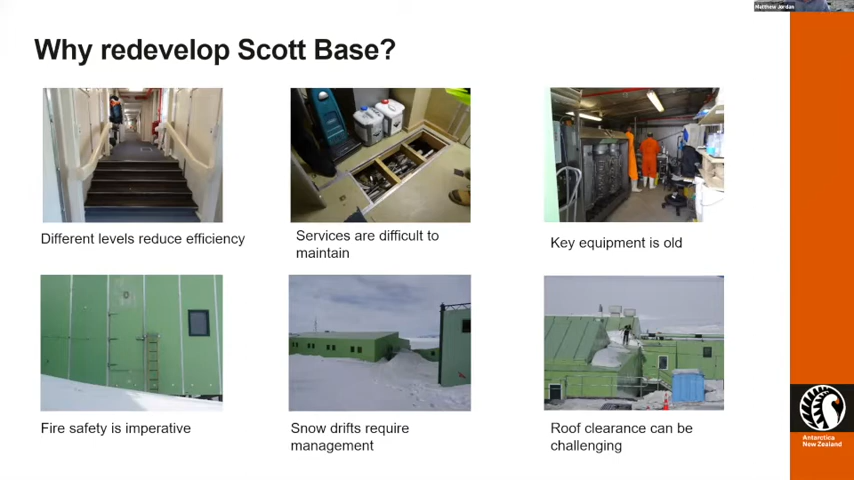 Matthew Jordan
Why redevelop Scott Base?
Different levels reduce efficiency
Services are difficult to
maintain
Key equipment is old
Fire safety is imperative
Snow drifts require
management
Roof clearance can be
challenging
Antarctica
New Zealand